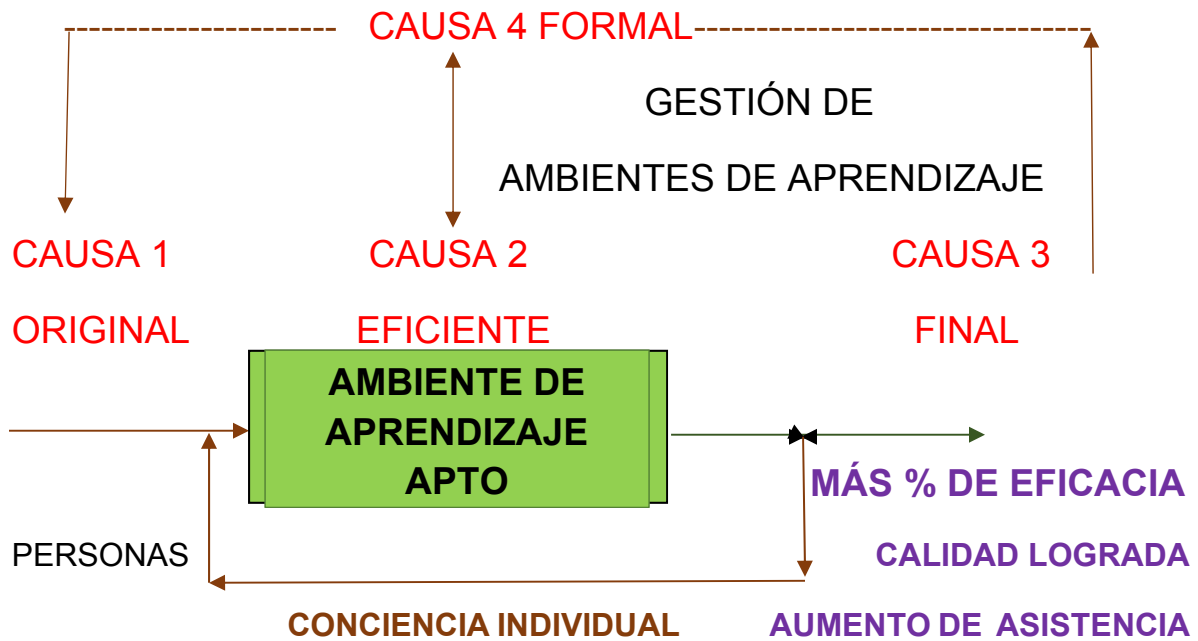 CAUSA 4 FORMAL
GESTIÓN DE
AMBIENTES DE APRENDIZAJE
CAUSA 1
ORIGINAL
CAUSA 2
EFICIENTE
CAUSA 3
FINAL
AMBIENTE DE
APRENDIZAJE
APTO
PERSONAS
MÁS % DE EFICACIA
CALIDAD LOGRADA
CONCIENCIA INDIVIDUAL
AUMENTO DE ASISTENCIA